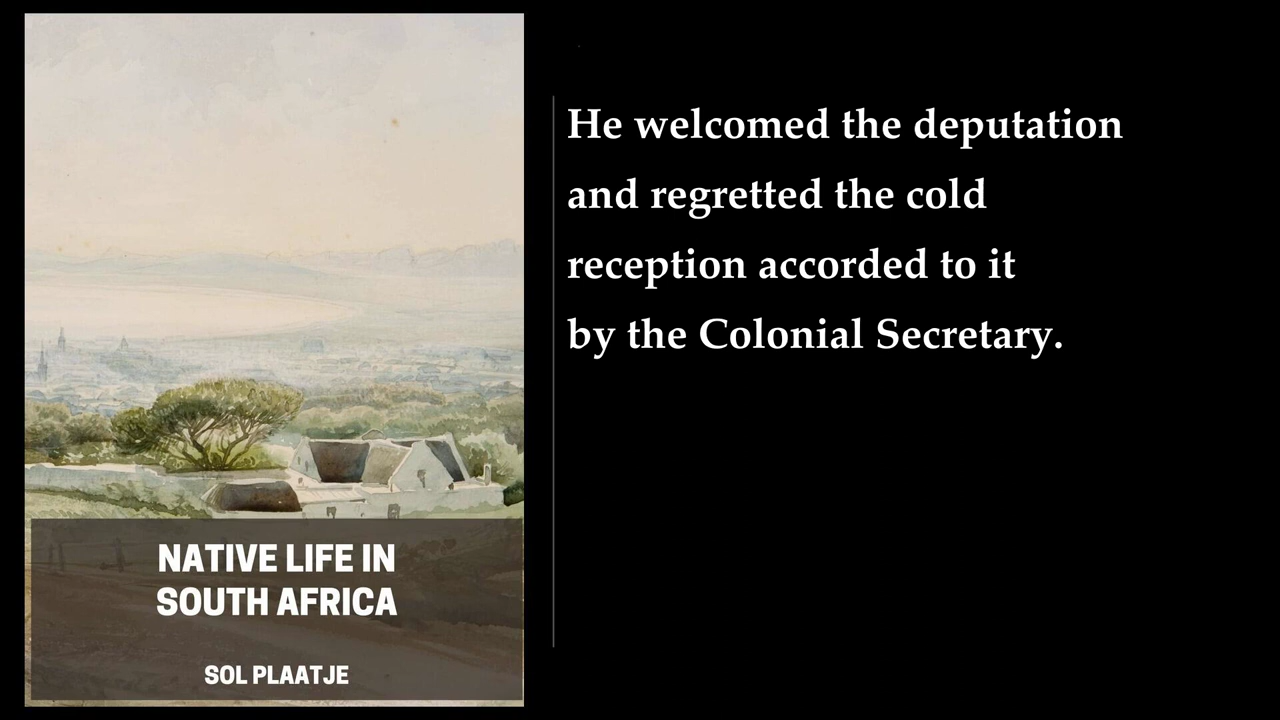 He welcomed the deputation
and regretted the cold
reception accorded to it
by the Colonial Secretary.
NATIVE LIFE IN
SOUTH AFRICA
SOL PLAATJE